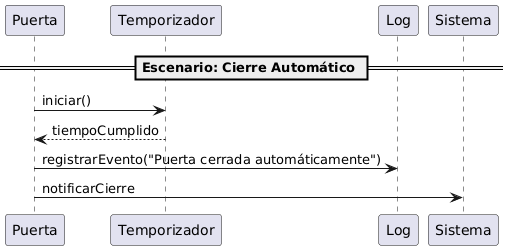 Puerta Temporizador Log Sistema
Escenario: Cierre Automático
iniciar()
tiempoCumplido
registrarEvento("Puerta cerrada automáticamente")
notificarCierre
Puerta Temporizador Log Sistema